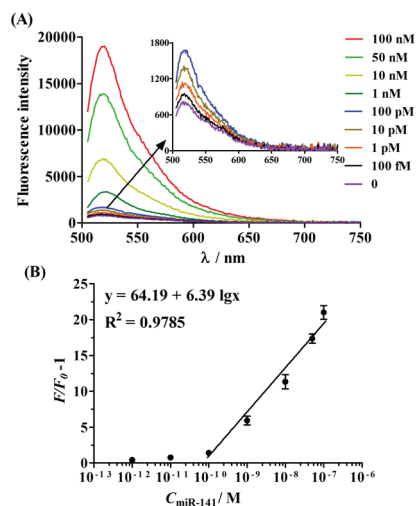 (A)
Fluorescence intensity
20000
15000
10000
5000
0
500 550 600 650 700 750
λ / nm
1800
1200
600
0
500 550 600 650 700 750
100 nM
50 nM
10 nM
1 nM
100 pM
10 pM
1 pM
100 fM
0
(B)
F/F₀ -1
25
20
15
10
5
0
y = 64.19 + 6.39 lgx
R² = 0.9785
10⁻¹³ 10⁻¹² 10⁻¹¹ 10⁻¹⁰ 10⁻⁹ 10⁻⁸ 10⁻⁷ 10⁻⁶
C miR-141 / M